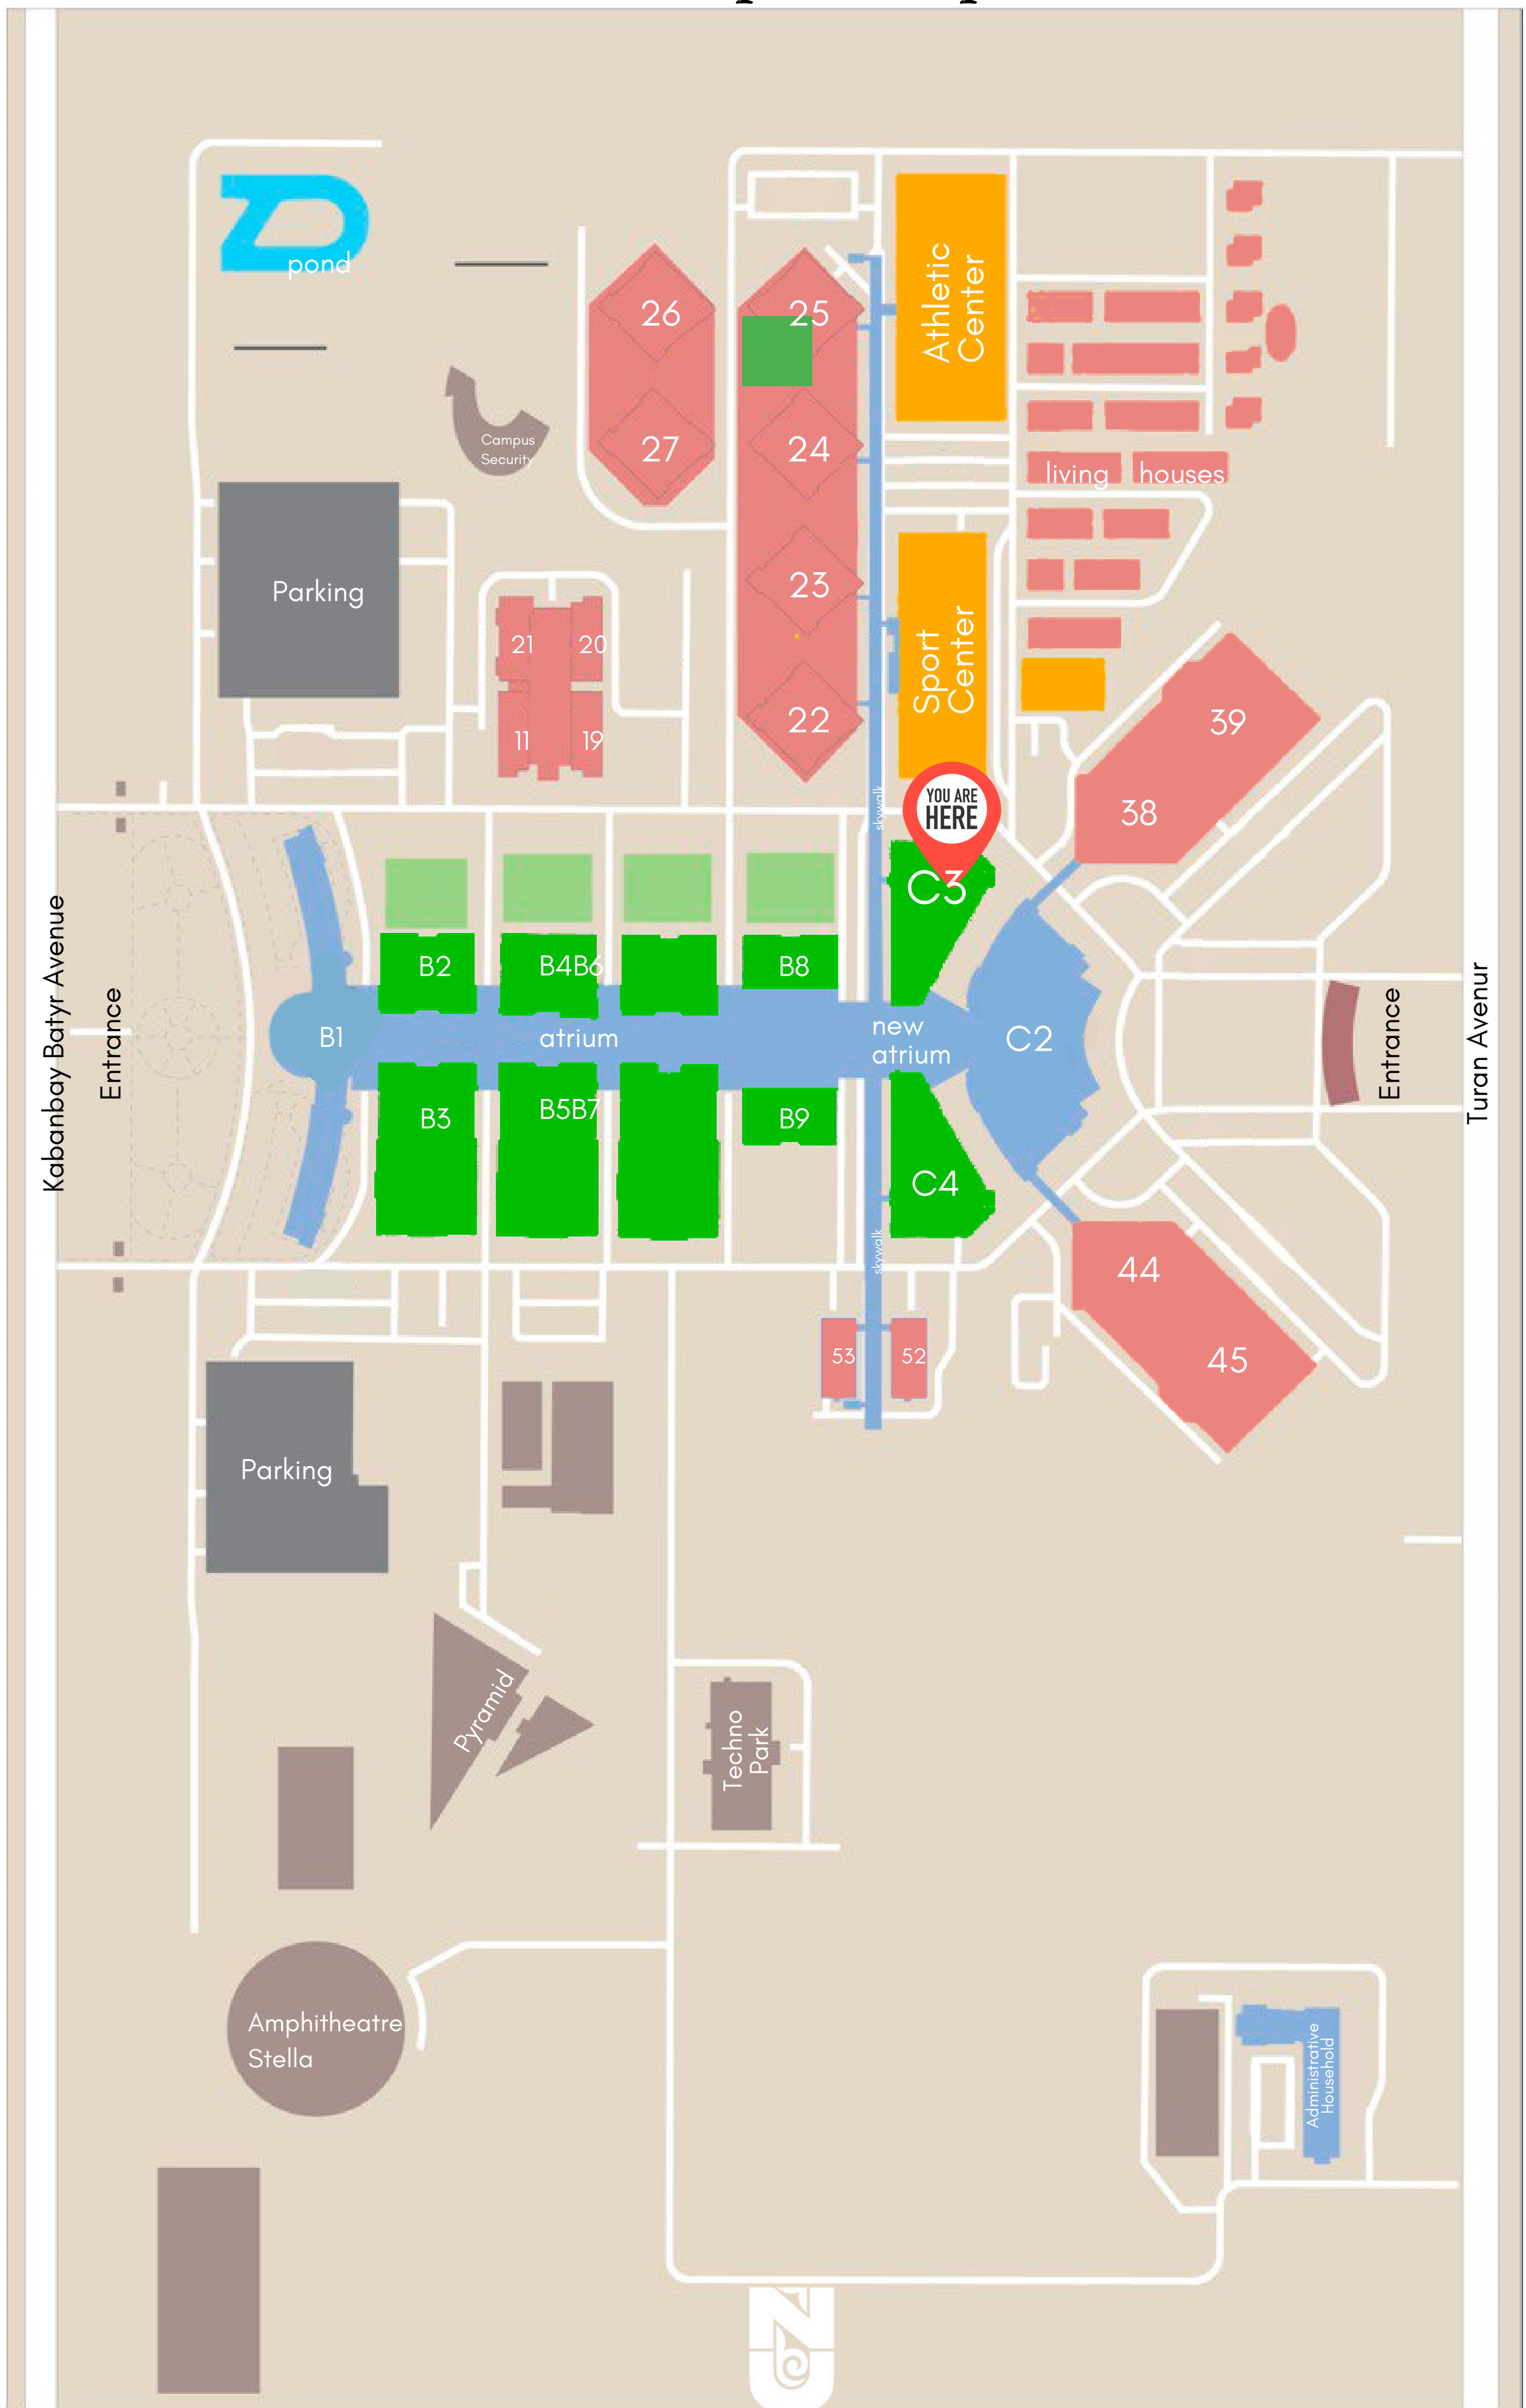 pond
26
25
Athletic
Center
27
24
Campus
Security
living houses
Parking
23
21
20
Sport
Center
11
19
22
39
38
skywalk
YOU ARE
HERE
C3
B2
B4B6
B8
Kabanbay Batyr Avenue
Entrance
B1
atrium
new
atrium
C2
Entrance
Turan Avenur
B3
B5B7
B9
C4
skywalk
44
45
53
52
Parking
Pyramid
Techno
Park
Amphitheatre
Stella
Administrative
Household